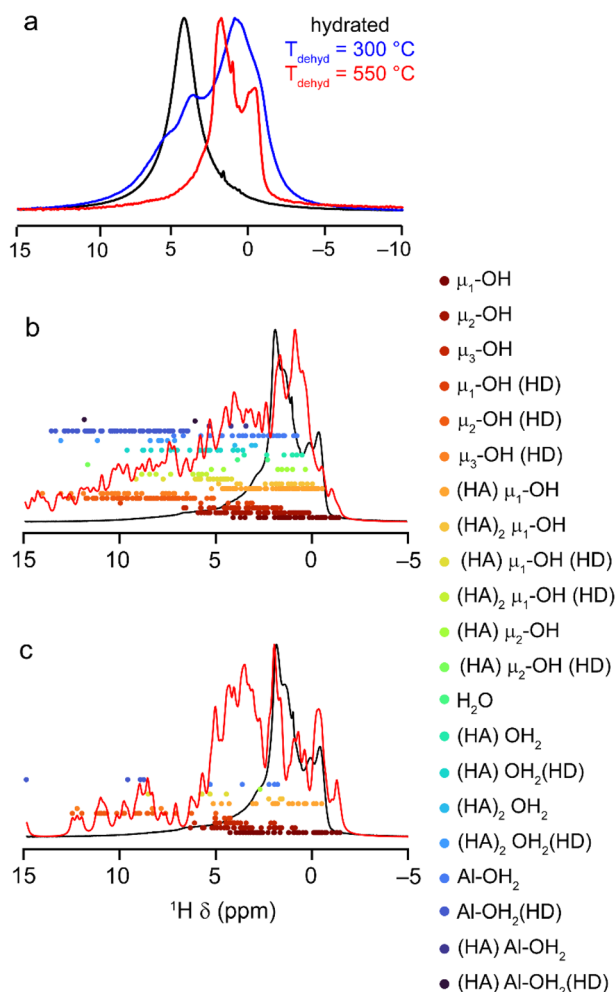 a
hydrated
T_dehyd = 300 °C
T_dehyd = 550 °C
15 10 5 0 –5 –10
b
15 10 5 0 –5
c
15 10 5 0 –5
¹H δ (ppm)
μ₁-OH
μ₂-OH
μ₃-OH
μ₁-OH (HD)
μ₂-OH (HD)
μ₃-OH (HD)
(HA) μ₁-OH
(HA)₂ μ₁-OH
(HA) μ₁-OH (HD)
(HA)₂ μ₁-OH (HD)
(HA) μ₂-OH
(HA) μ₂-OH (HD)
H₂O
(HA) OH₂
(HA) OH₂(HD)
(HA)₂ OH₂
(HA)₂ OH₂(HD)
Al-OH₂
Al-OH₂(HD)
(HA) Al-OH₂
(HA) Al-OH₂(HD)